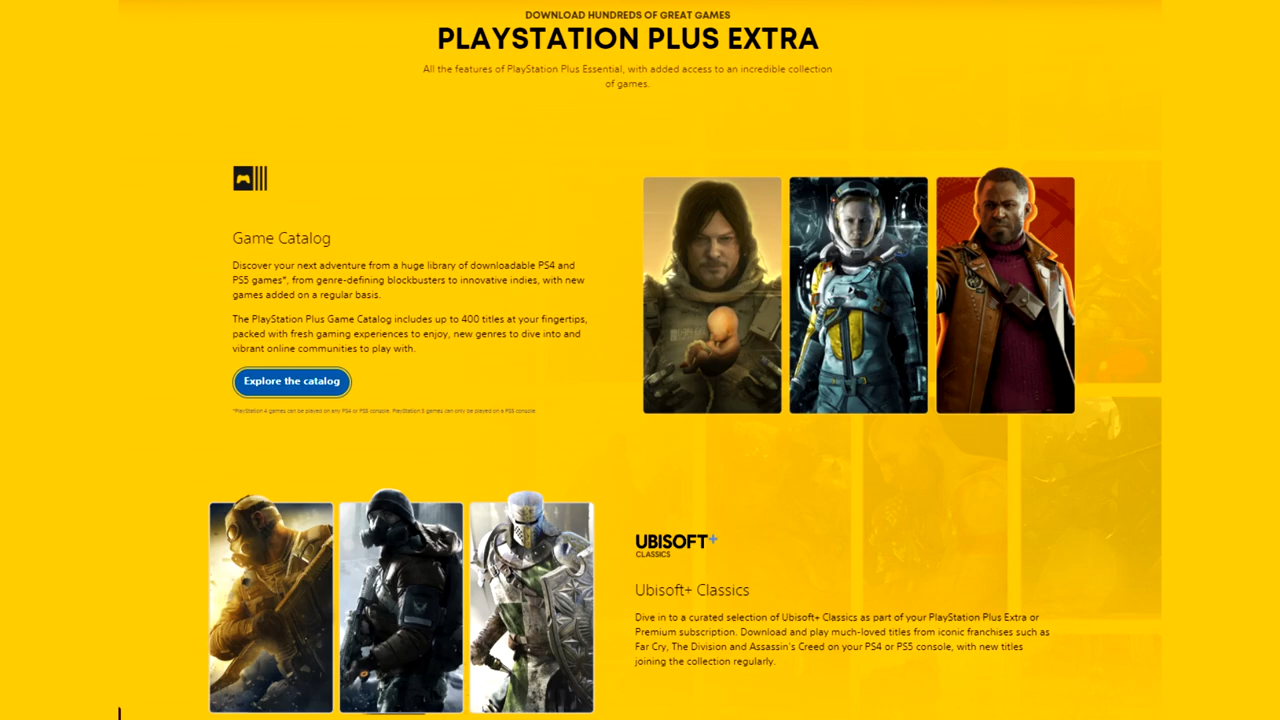 DOWNLOAD HUNDREDS OF GREAT GAMES
PLAYSTATION PLUS EXTRA
All the features of PlayStation Plus Essential, with added access to an incredible collection
of games.
Game Catalog
Discover your next adventure from a huge library of downloadable PS4 and
PS5 games*, from genre-defining blockbusters to innovative indies, with new
games added on a regular basis.
The PlayStation Plus Game Catalog includes up to 400 titles at your fingertips,
packed with fresh gaming experiences to enjoy, new genres to dive into and
vibrant online communities to play with.
Explore the catalog
*PlayStation 4 games can be played on any PS4 or PS5 console. PlayStation 5 games can only be played on a PS5 console
UBISOFT+
CLASSICS
Ubisoft+ Classics
Dive in to a curated selection of Ubisoft+ Classics as part of your PlayStation Plus Extra or
Premium subscription. Download and play much-loved titles from iconic franchises such as
Far Cry, The Division and Assassin's Creed on your PS4 or PS5 console, with new titles
joining the collection regularly.